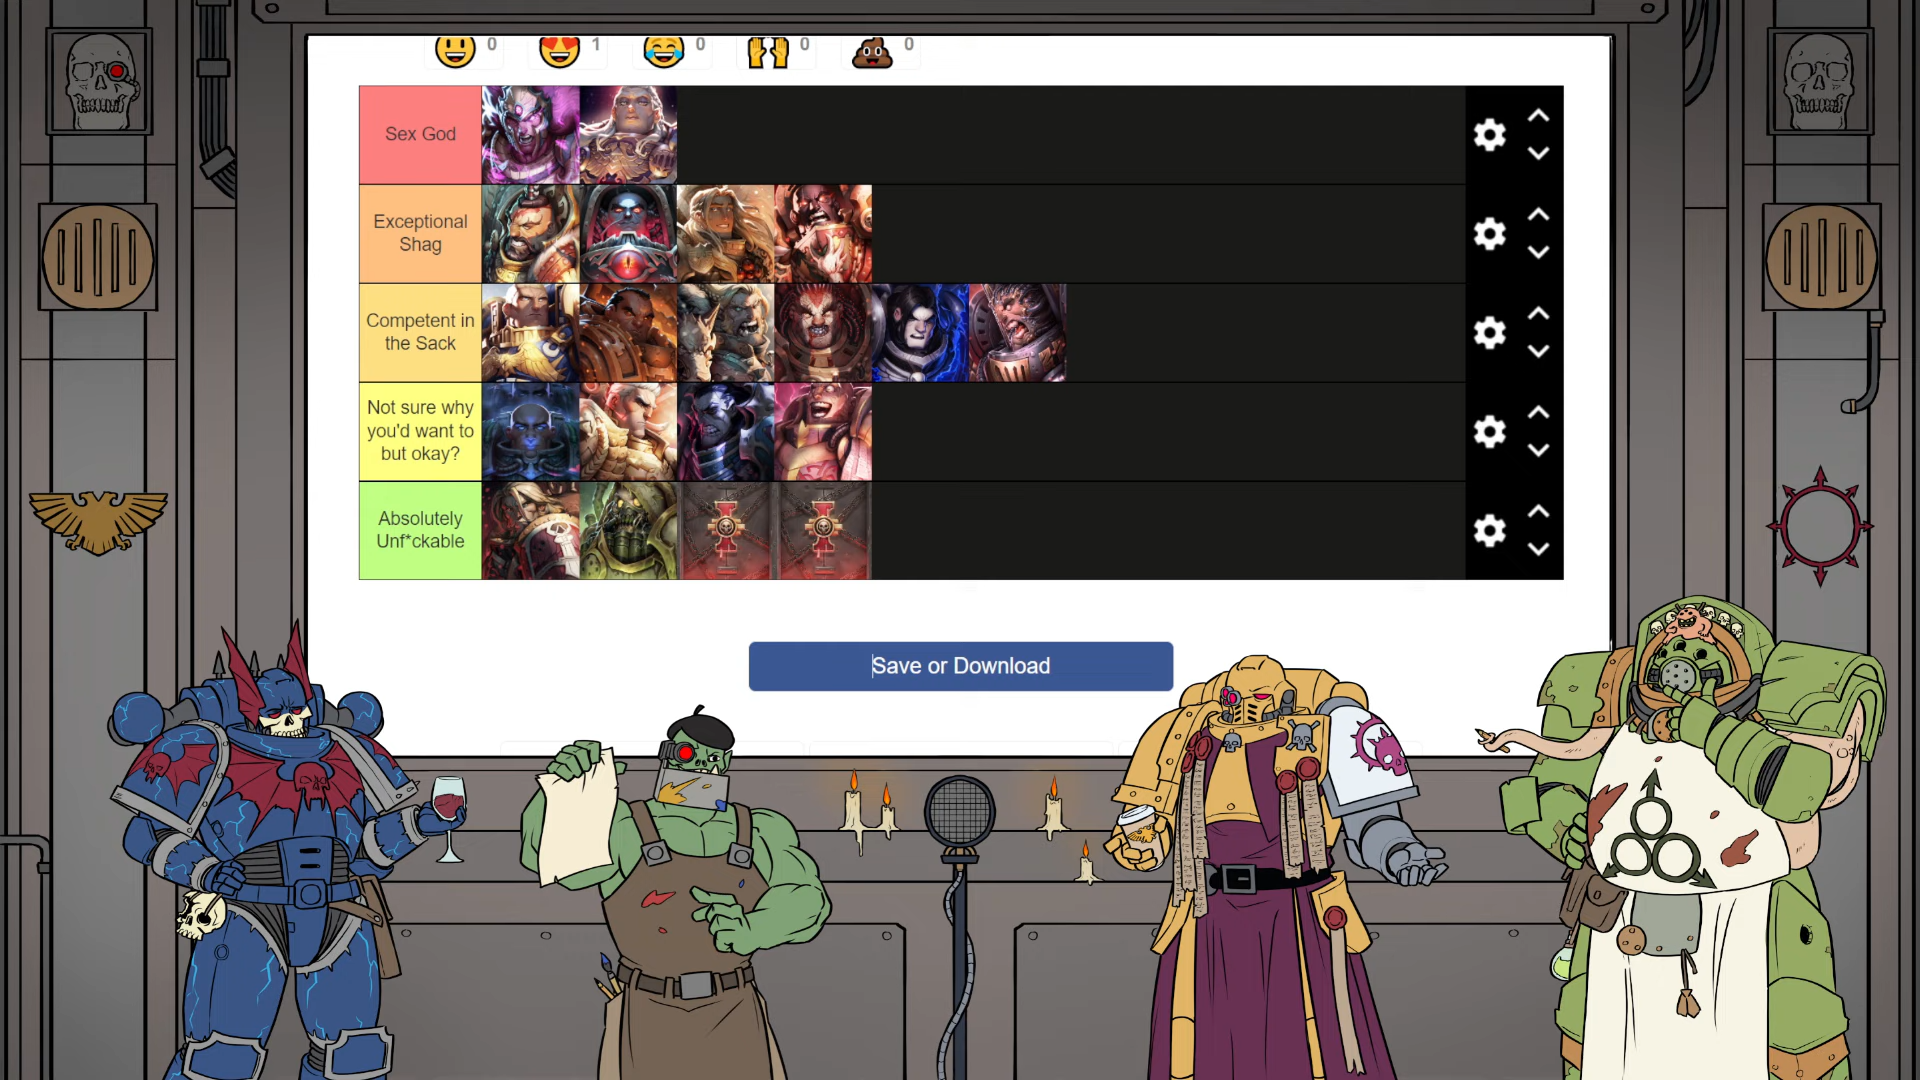 0
1
0
0
0
Sex God
Exceptional
Shag
Competent in
the Sack
Not sure why
you'd want to
but okay?
Absolutely
Unf*ckable
Save or Download